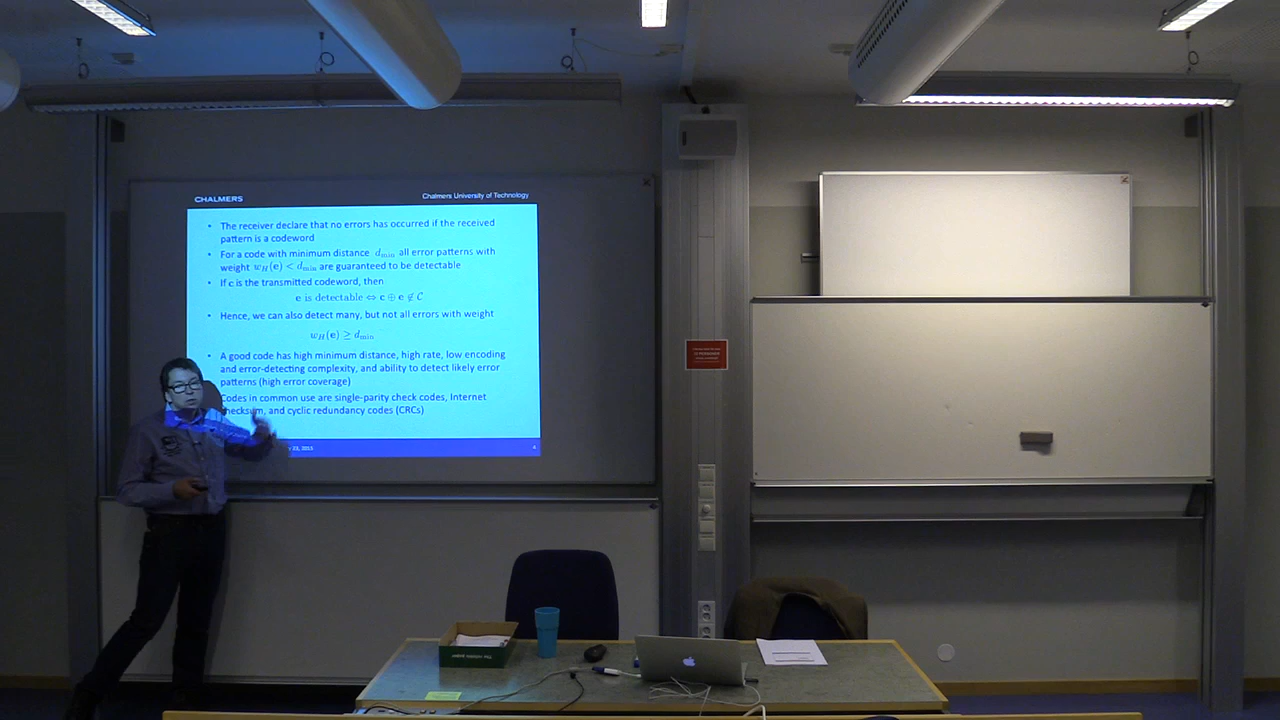 CHALMERS
Chalmers University of Technology
• The receiver declare that no errors has occurred if the received
pattern is a codeword
• For a code with minimum distance d_min all error patterns with
weight w_H(e) < d_min are guaranteed to be detectable
• If c is the transmitted codeword, then
e is detectable ⇔ c ⊕ e ∉ C
• Hence, we can also detect many, but not all errors with weight
w_H(e) ≥ d_min
• A good code has high minimum distance, high rate, low encoding
and error-detecting complexity, and ability to detect likely error
patterns (high error coverage)
Codes in common use are single-parity check codes, Internet
checksum, and cyclic redundancy codes (CRCs)
23, 2015